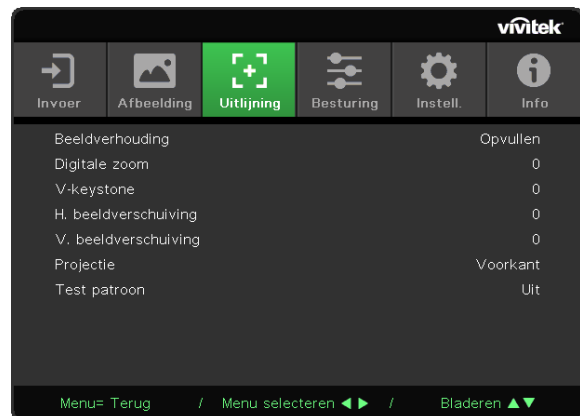 vivitek
Invoer Afbeelding Uitlijning Besturing Instell. Info
Beeldverhouding Opvullen
Digitale zoom 0
V-keystone 0
H. beeldverschuiving 0
V. beeldverschuiving 0
Projectie Voorkant
Test patroon Uit
Menu= Terug / Menu selecteren ◀ ▶ / Bladeren ▲▼